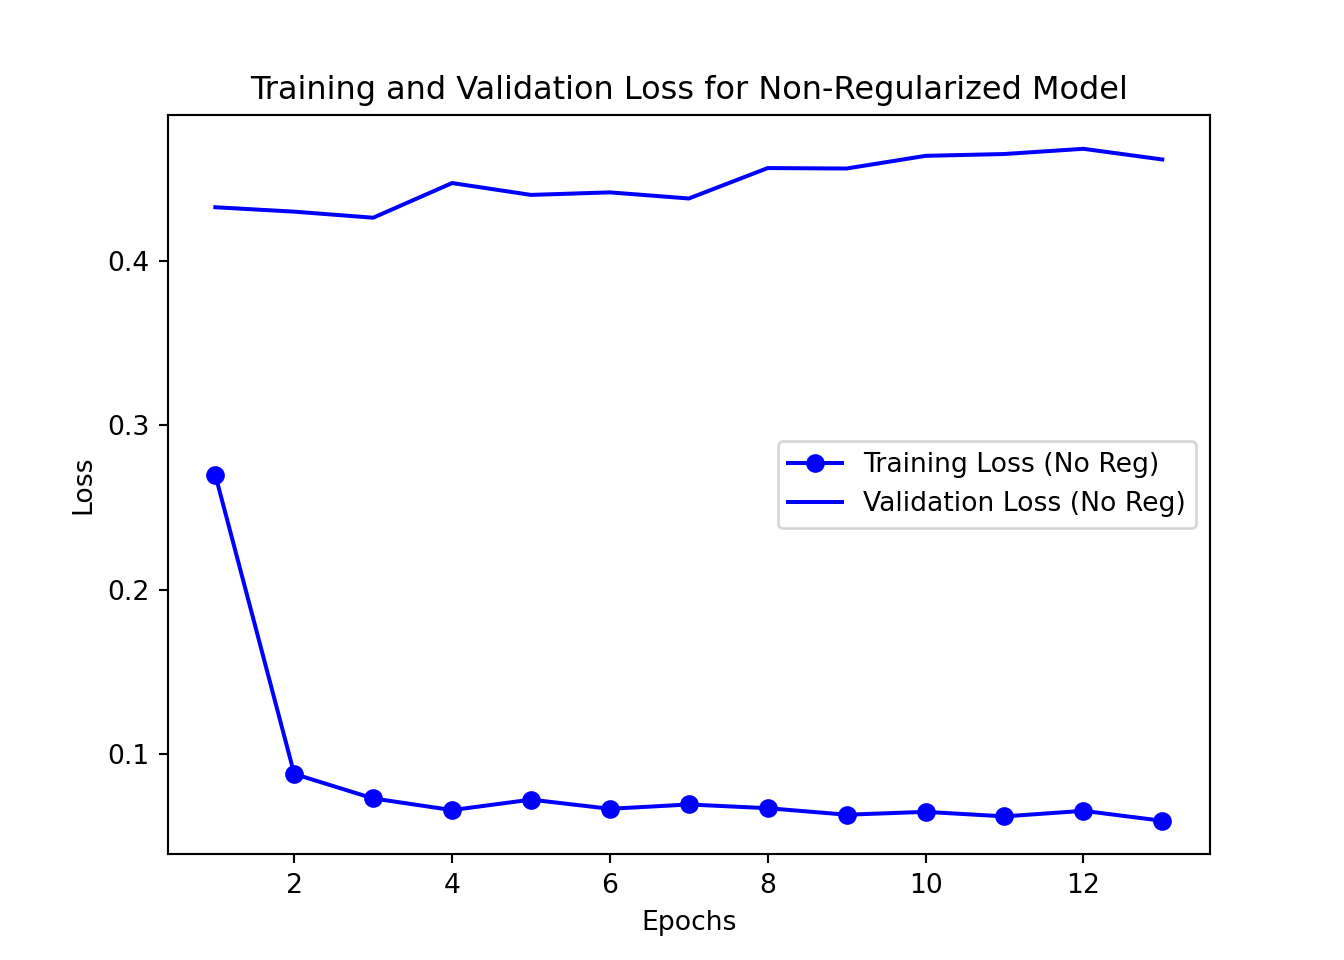 Training and Validation Loss for Non-Regularized Model
Loss
0.4
0.3
0.2
0.1
Training Loss (No Reg)
Validation Loss (No Reg)
2 4 6 8 10 12
Epochs